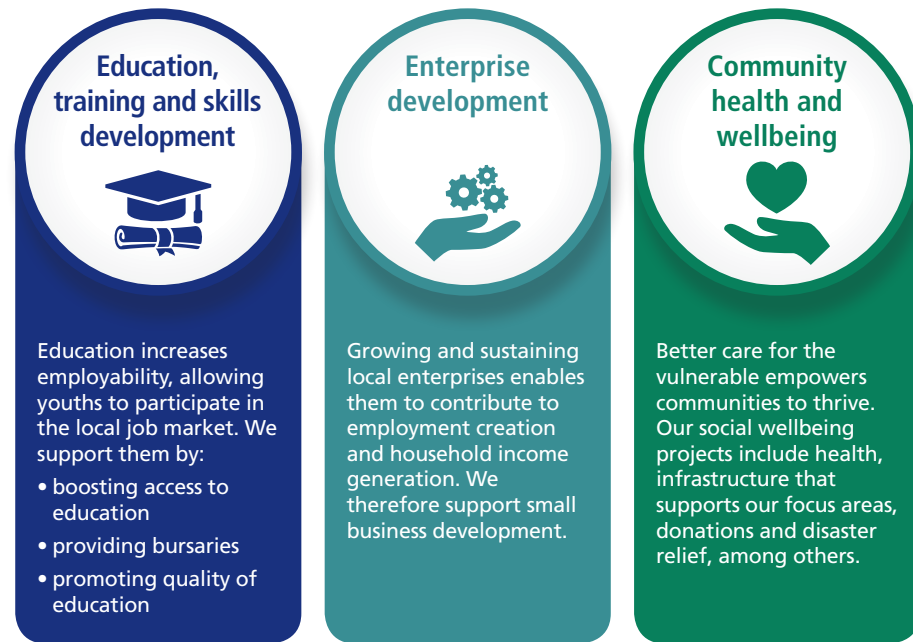 Education,
training and skills
development
Education increases
employability, allowing
youths to participate in
the local job market. We
support them by:
• boosting access to
education
• providing bursaries
• promoting quality of
education
Enterprise
development
Growing and sustaining
local enterprises enables
them to contribute to
employment creation
and household income
generation. We
therefore support small
business development.
Community
health and
wellbeing
Better care for the
vulnerable empowers
communities to thrive.
Our social wellbeing
projects include health,
infrastructure that
supports our focus areas,
donations and disaster
relief, among others.